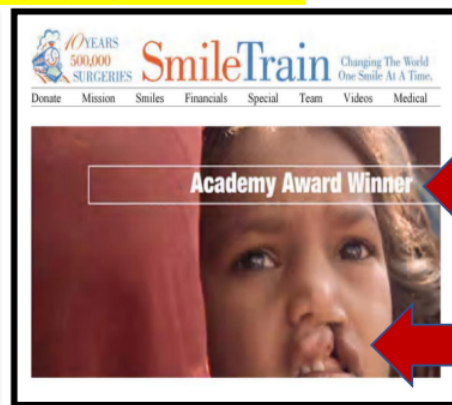 10 YEARS
500,000
SURGERIES
SmileTrain
Changing The World
One Smile At A Time.
Donate Mission Smiles Financials Special Team Videos Medical
Academy Award Winner